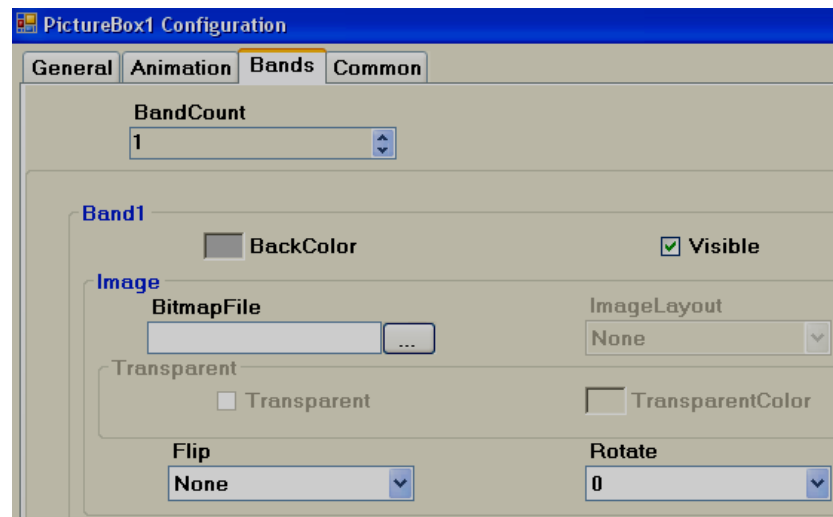 PictureBox1 Configuration
General Animation Bands Common
BandCount
1
Band1
BackColor Visible
Image
BitmapFile ImageLayout
... None
Transparent
Transparent TransparentColor
Flip Rotate
None 0